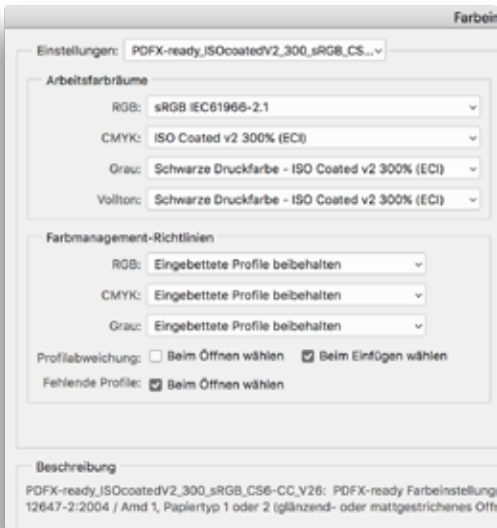 Farbein
Einstellungen: PDFX-ready_ISOcoatedV2_300_sRGB_CS...
Arbeitsfarbräume
RGB: sRGB IEC61966-2.1
CMYK: ISO Coated v2 300% (ECI)
Grau: Schwarze Druckfarbe - ISO Coated v2 300% (ECI)
Vollton: Schwarze Druckfarbe - ISO Coated v2 300% (ECI)
Farbmanagement-Richtlinien
RGB: Eingebettete Profile beibehalten
CMYK: Eingebettete Profile beibehalten
Grau: Eingebettete Profile beibehalten
Profilabweichung: Beim Öffnen wählen Beim Einfügen wählen
Fehlende Profile: Beim Öffnen wählen
Beschreibung
PDFX-ready_ISOcoatedV2_300_sRGB_CS6-CC_V26: PDFX-ready Farbeinstellung
12647-2:2004 / Amd 1, Papiertyp 1 oder 2 (glänzend- oder mattgestrichenes Off